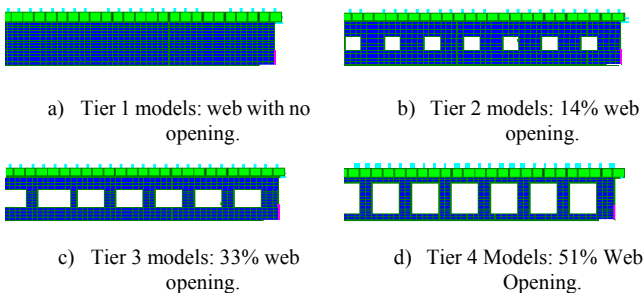 a) Tier 1 models: web with no
opening.
b) Tier 2 models: 14% web
opening.
c) Tier 3 models: 33% web
opening.
d) Tier 4 Models: 51% Web
Opening.